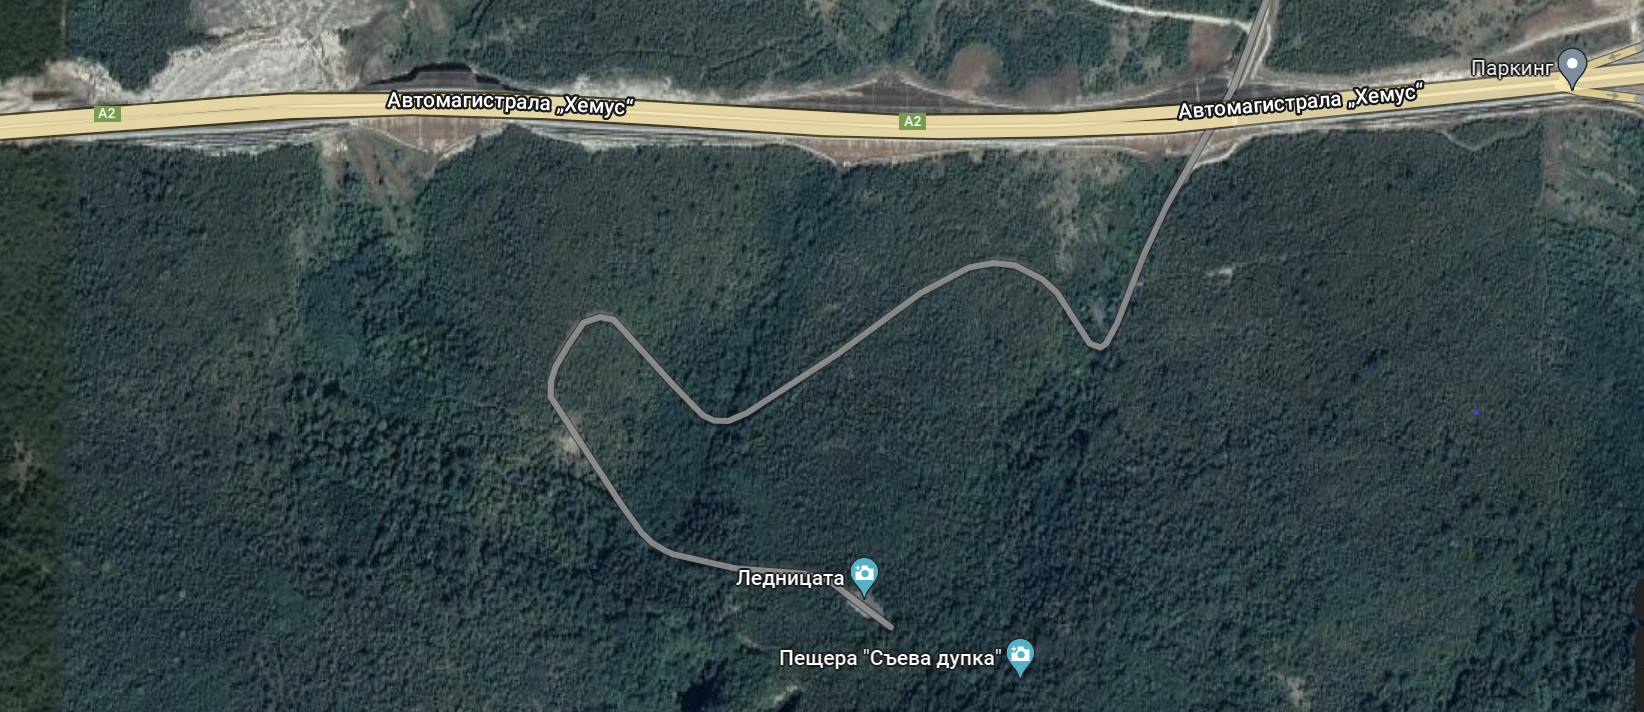 Паркинг
Автомагистрала „Хемус“
Автомагистрала „Хемус“
A2
A2
Ледницата
Пещера "Съева дупка"